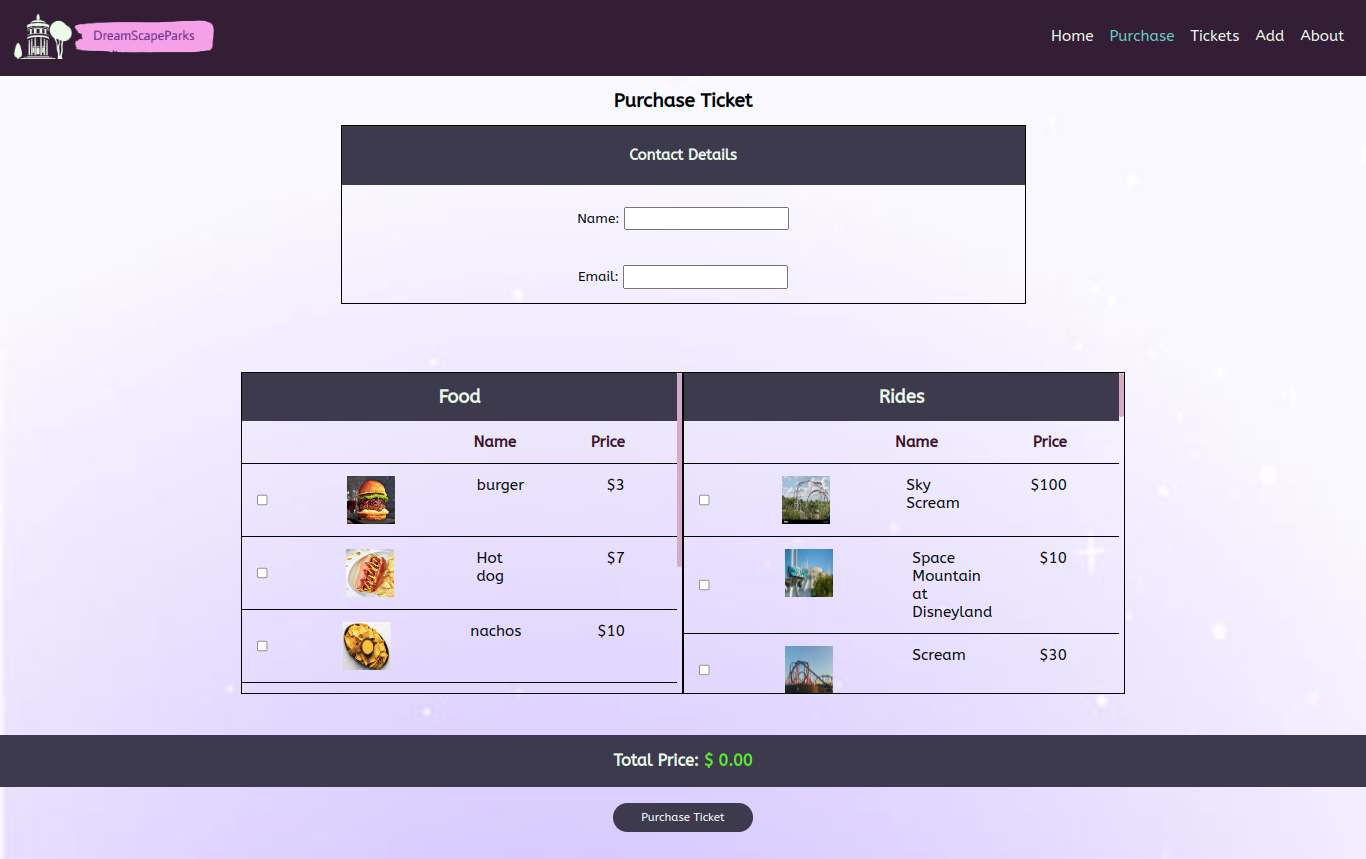 DreamScapeParks
Home Purchase Tickets Add About
Purchase Ticket
Contact Details
Name:
Email:
Food
Name Price
burger $3
Hot
dog
$7
nachos $10
Rides
Name Price
Sky
Scream
$100
Space
Mountain
at
Disneyland
$10
Scream $30
Total Price: $ 0.00
Purchase Ticket